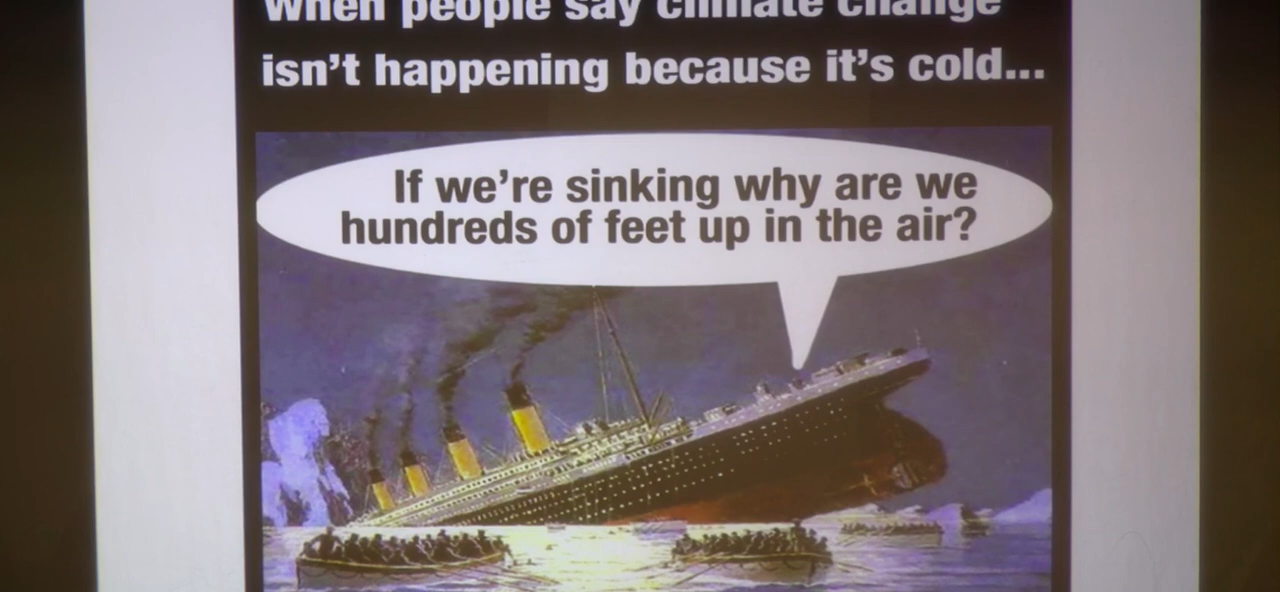 When people say climate change
isn't happening because it's cold...
If we're sinking why are we
hundreds of feet up in the air?